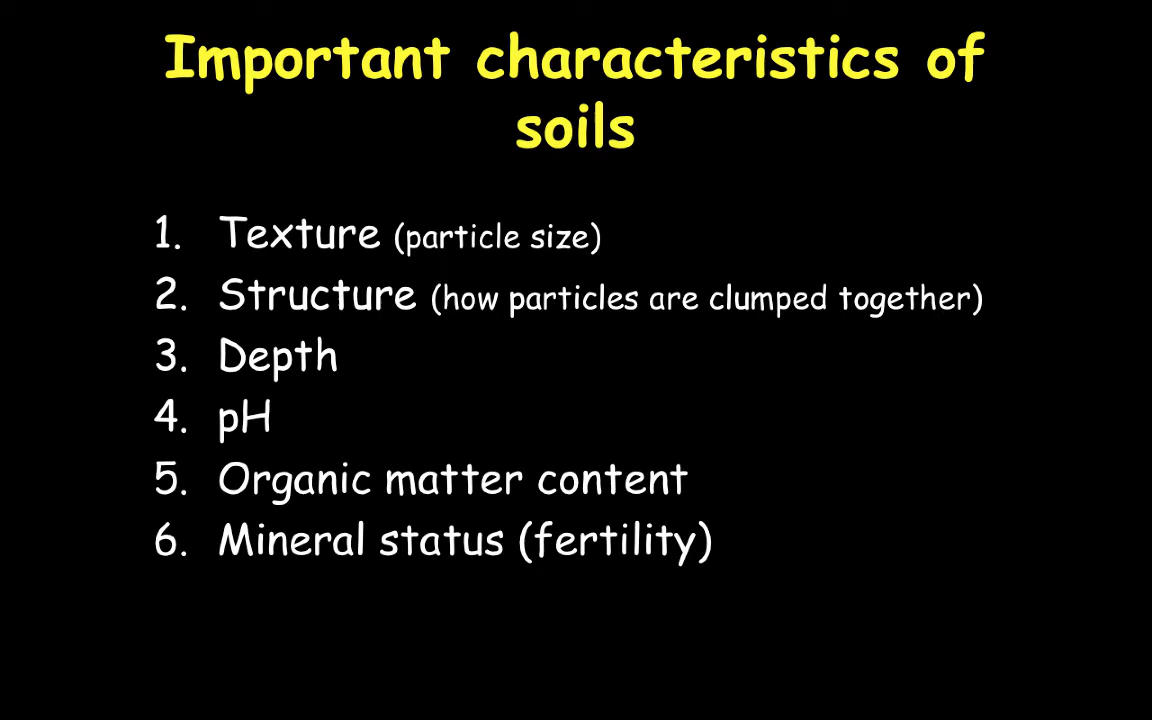 Important characteristics of
soils
1. Texture (particle size)
2. Structure (how particles are clumped together)
3. Depth
4. pH
5. Organic matter content
6. Mineral status (fertility)